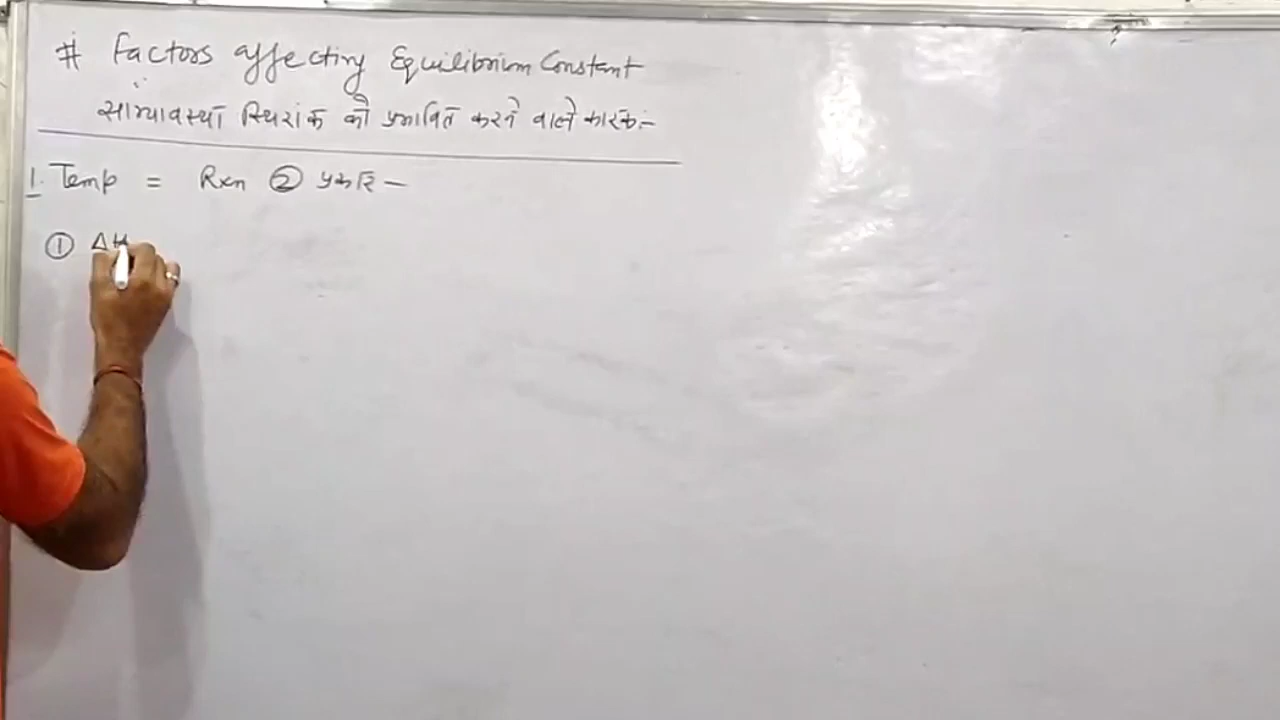 # Factors affecting Equilibrium Constant
साम्यावस्था स्थिरांक को प्रभावित करने वाले कारक:-
1. Temp = Rxn ② प्रकार -
① ΔH